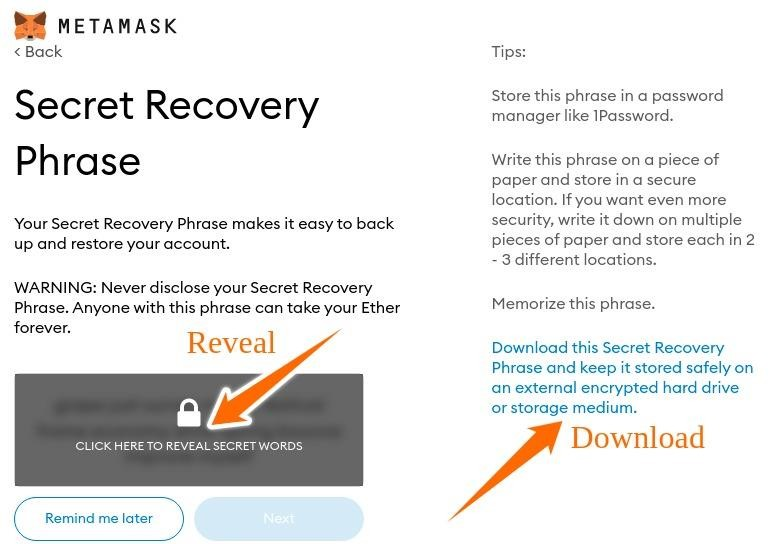 METAMASK
< Back
Secret Recovery
Phrase
Your Secret Recovery Phrase makes it easy to back
up and restore your account.
WARNING: Never disclose your Secret Recovery
Phrase. Anyone with this phrase can take your Ether
forever.
Reveal
CLICK HERE TO REVEAL SECRET WORDS
Remind me later
Next
Tips:
Store this phrase in a password
manager like 1Password.
Write this phrase on a piece of
paper and store in a secure
location. If you want even more
security, write it down on multiple
pieces of paper and store each in 2
- 3 different locations.
Memorize this phrase.
Download this Secret Recovery
Phrase and keep it stored safely on
an external encrypted hard drive
or storage medium.
Download